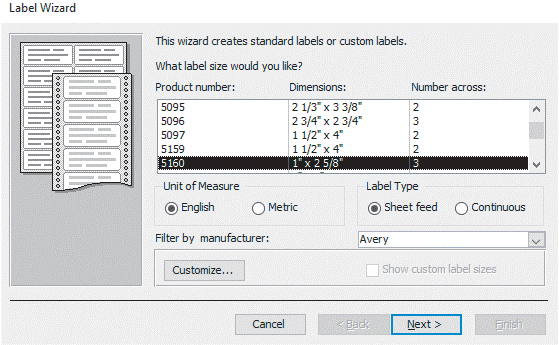 Label Wizard
This wizard creates standard labels or custom labels.
What label size would you like?
Product number: Dimensions: Number across:
5095 2 1/3" x 3 3/8" 2
5096 2 3/4" x 2 3/4" 3
5097 1 1/2" x 4" 2
5159 1 1/2" x 4" 2
5160 1" x 2 5/8" 3
Unit of Measure Label Type
English Metric Sheet feed Continuous
Filter by manufacturer: Avery
Customize... Show custom label sizes
Cancel < Back Next > Finish